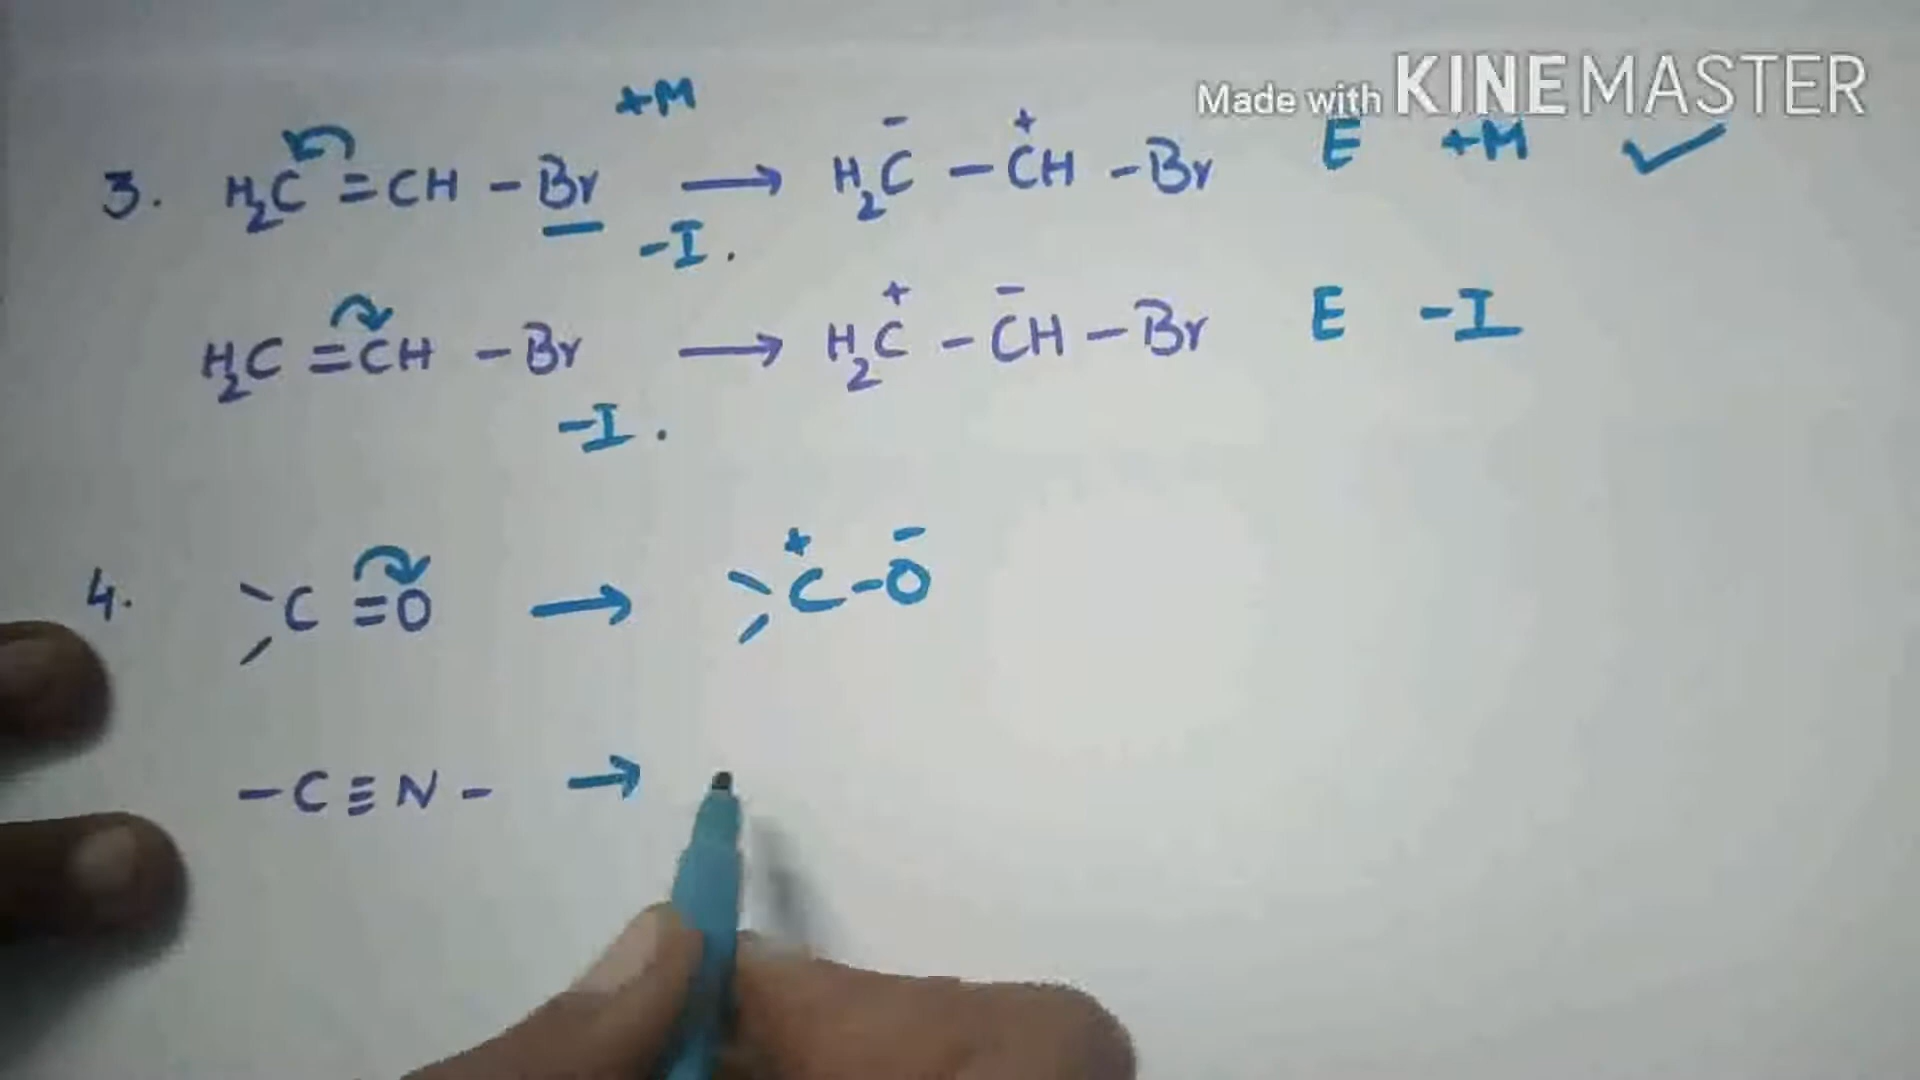 Made with KINEMASTER
+M
3. H₂C = CH - Br → H₂C̄ - C⁺H - Br E +M ✓
-I.
H₂C = CH - Br → H₂C⁺ - C̄H - Br E -I
-I.
4. >C = O → >C⁺ - Ō
- C ≡ N - →